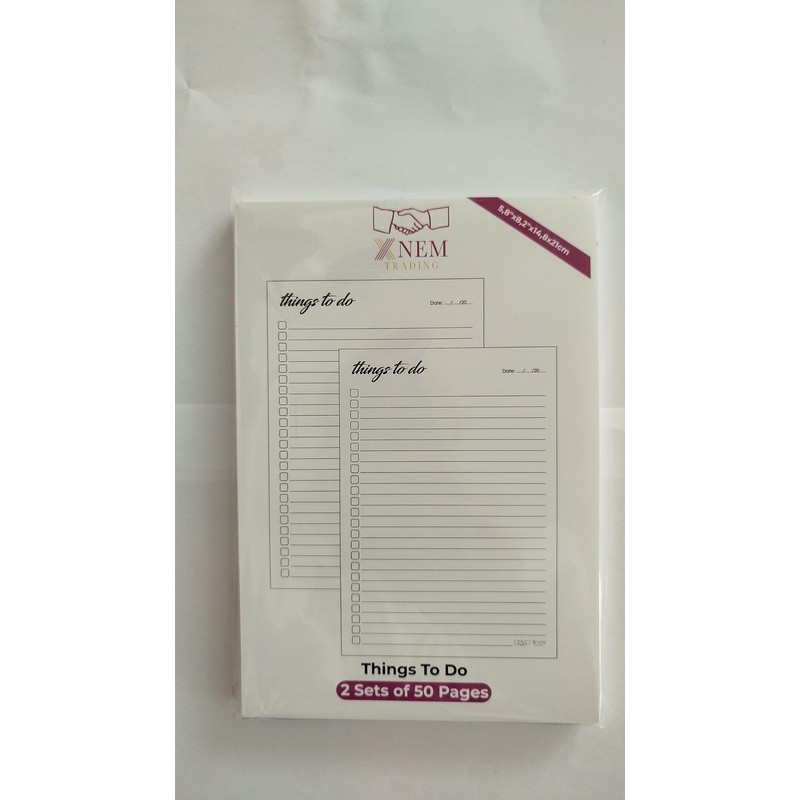 5,8"x8,2"x14,8x21cm
XNEM
TRADING
things to do
Date: ..../ ..../20....
things to do
Date: ..../ ..../20....
Things To Do
2 Sets of 50 Pages